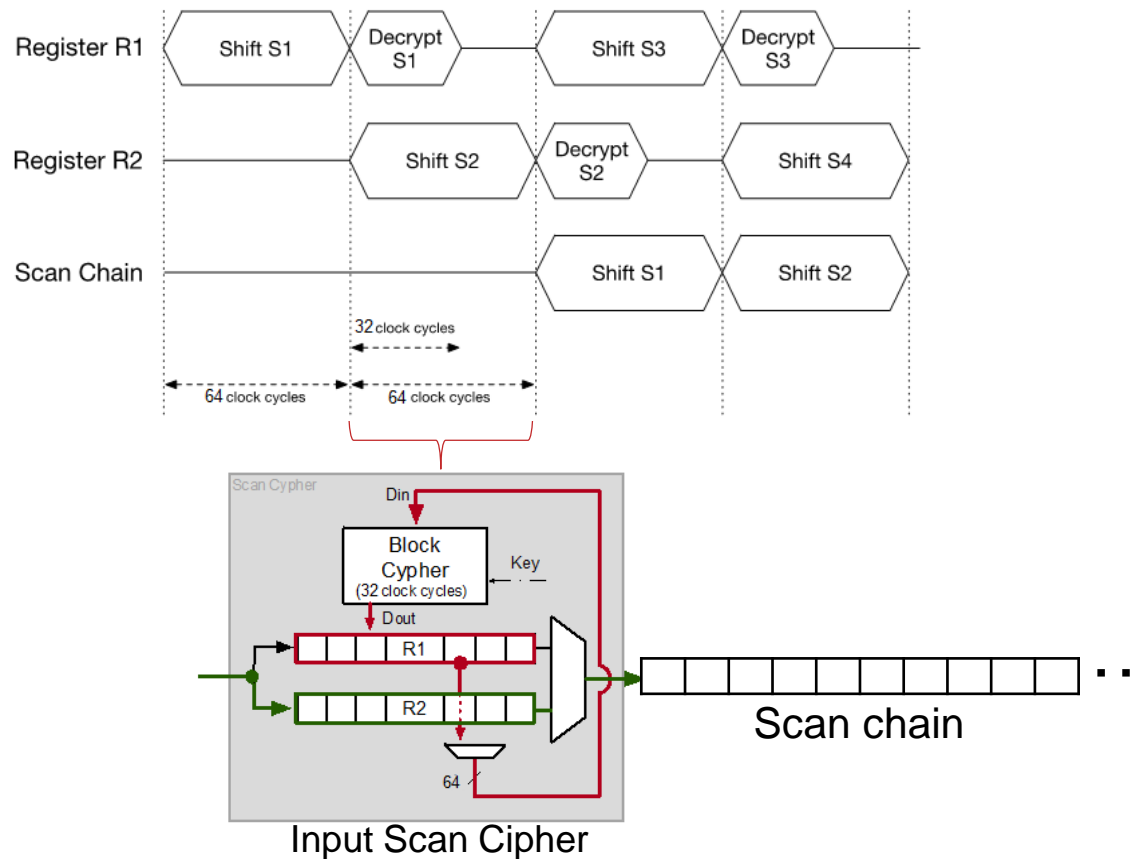 Register R1
Shift S1
Decrypt
S1
Shift S3
Decrypt
S3
Register R2
Shift S2
Decrypt
S2
Shift S4
Scan Chain
Shift S1
Shift S2
32 clock cycles
64 clock cycles
64 clock cycles
Scan Cypher
Din
Block
Cypher
(32 clock cycles)
Key
Dout
R1
R2
64
Scan chain
Input Scan Cipher